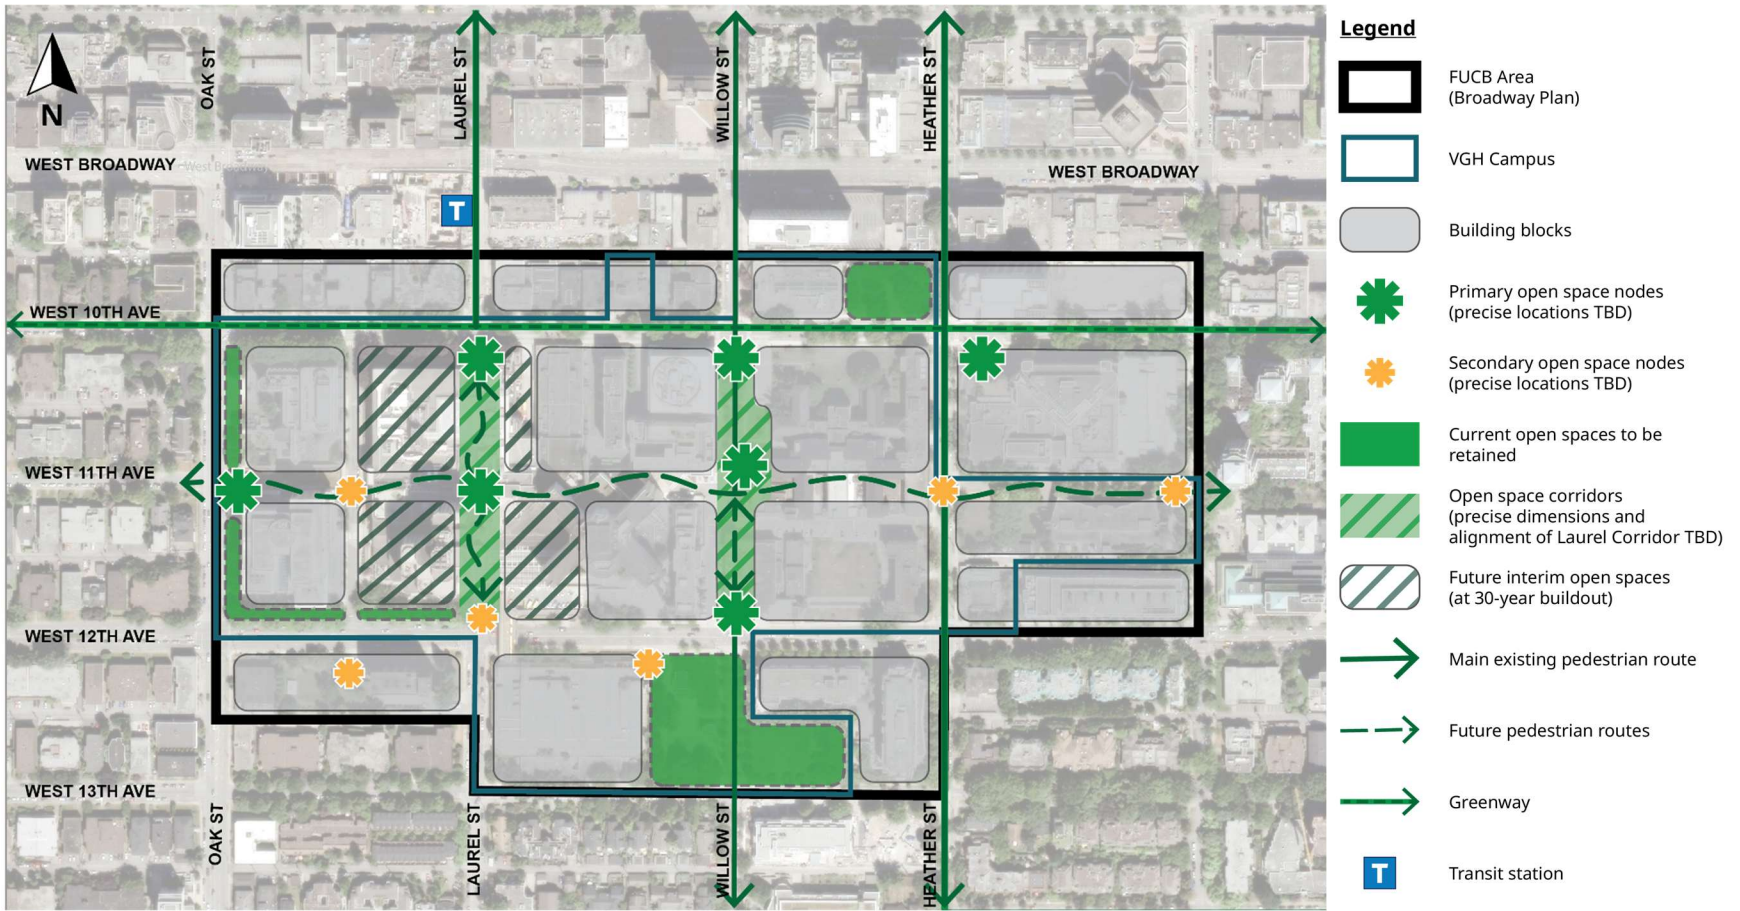 Legend
OAK ST
LAUREL ST
WILLOW ST
HEATHER ST
FUCB Area
(Broadway Plan)
N
WEST BROADWAY
West Broadway
WEST BROADWAY
VGH Campus
T
Building blocks
WEST 10TH AVE
Primary open space nodes
(precise locations TBD)
Secondary open space nodes
(precise locations TBD)
WEST 11TH AVE
Current open spaces to be
retained
Open space corridors
(precise dimensions and
alignment of Laurel Corridor TBD)
Future interim open spaces
(at 30-year buildout)
WEST 12TH AVE
Main existing pedestrian route
Future pedestrian routes
WEST 13TH AVE
Greenway
OAK ST
LAUREL ST
WILLOW ST
HEATHER ST
T
Transit station